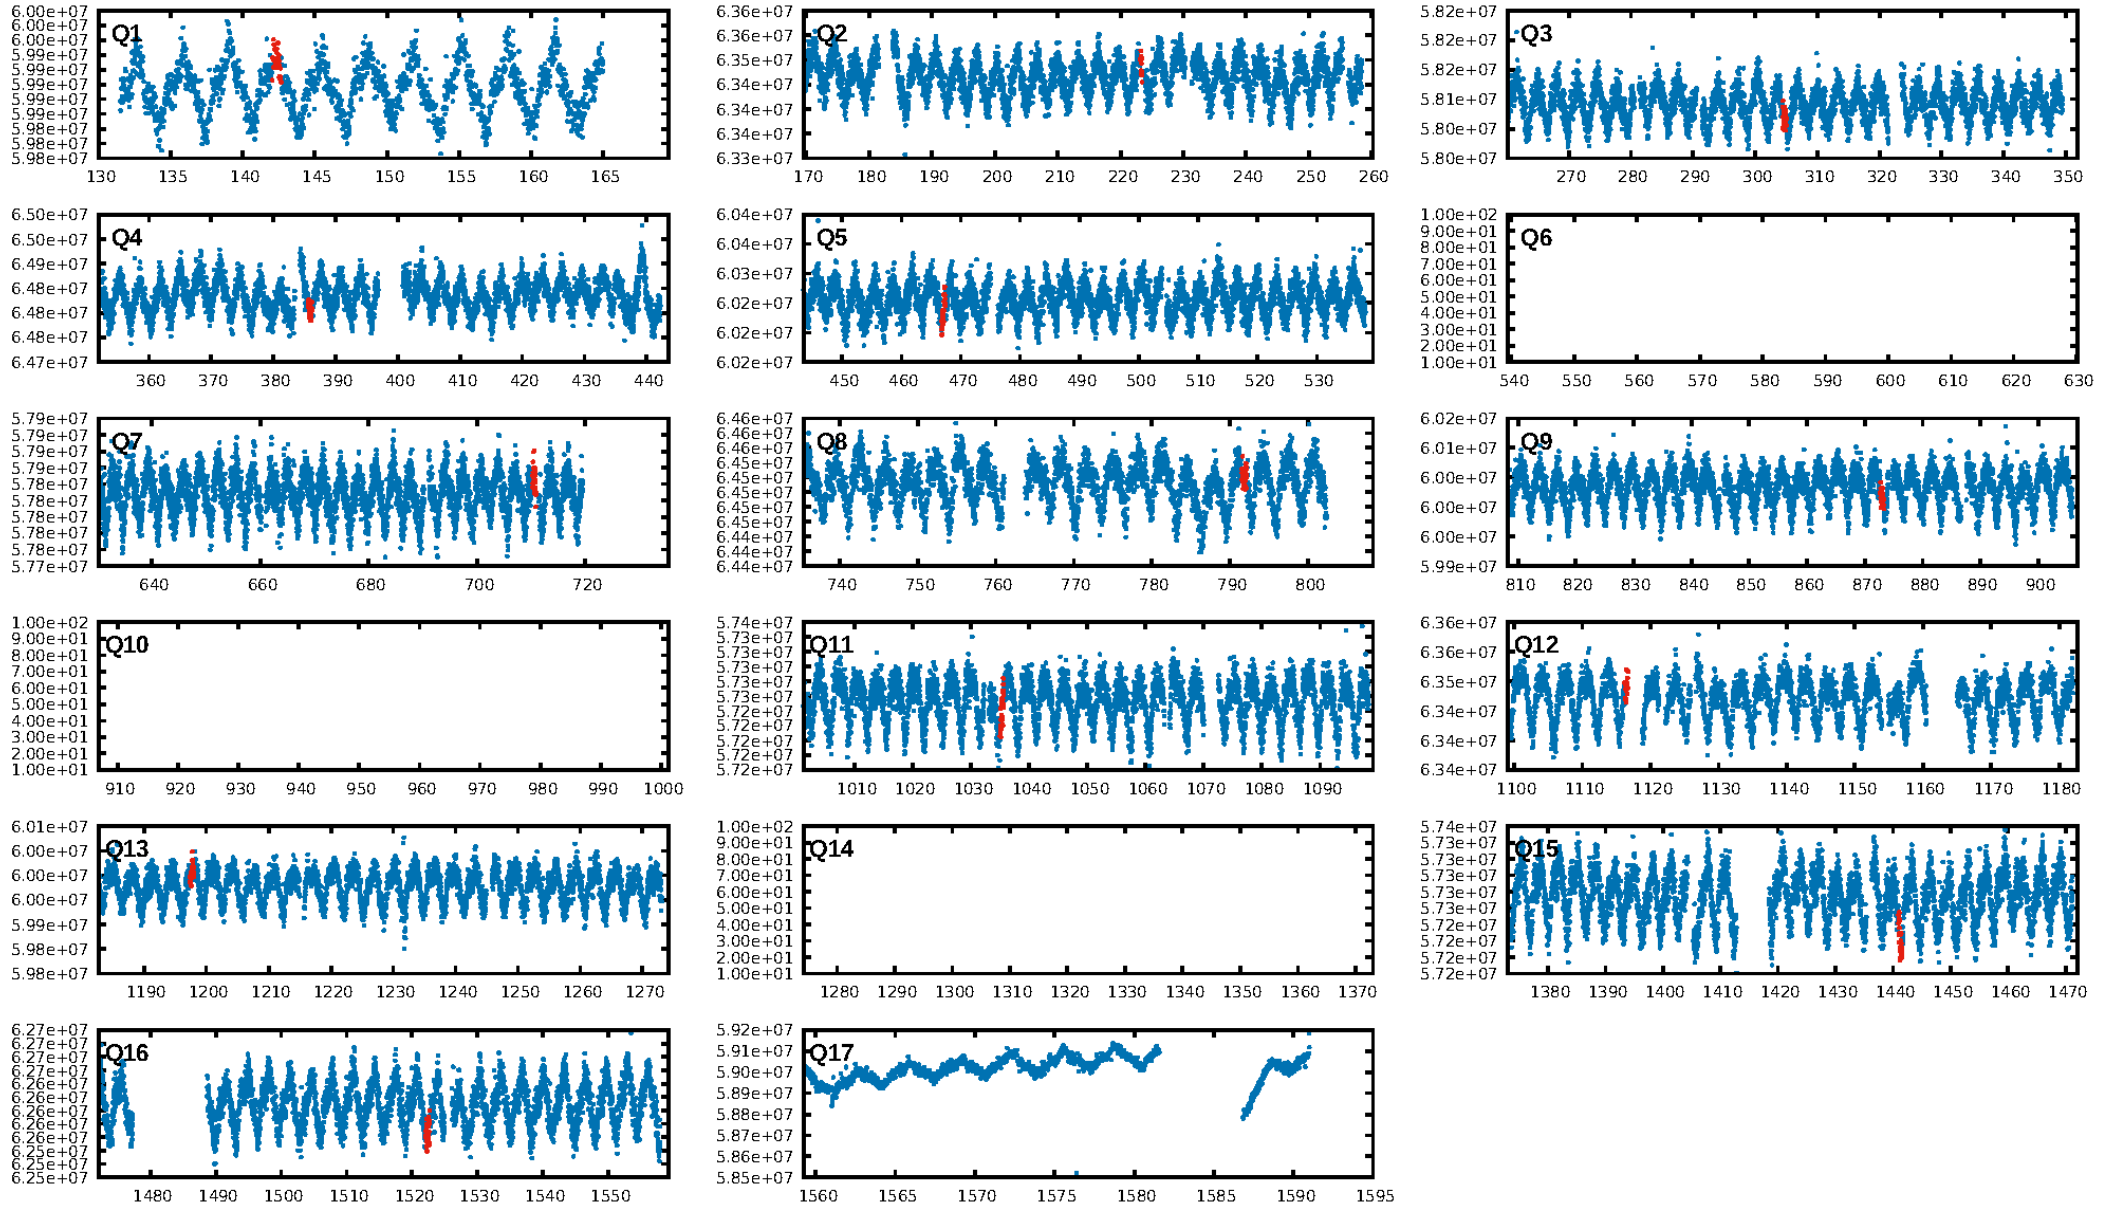 6.00e+07
6.00e+07
6.00e+07
5.99e+07
5.99e+07
5.99e+07
5.99e+07
5.99e+07
5.98e+07
5.98e+07
5.98e+07
Q1
130 135 140 145 150 155 160 165
6.36e+07
6.36e+07
6.35e+07
6.34e+07
6.34e+07
6.34e+07
6.33e+07
Q2
170 180 190 200 210 220 230 240 250 260
5.82e+07
5.82e+07
5.82e+07
5.81e+07
5.80e+07
5.80e+07
Q3
270 280 290 300 310 320 330 340 350
6.50e+07
6.50e+07
6.49e+07
6.48e+07
6.48e+07
6.48e+07
6.47e+07
Q4
360 370 380 390 400 410 420 430 440
6.04e+07
6.04e+07
6.03e+07
6.02e+07
6.02e+07
6.02e+07
Q5
450 460 470 480 490 500 510 520 530
1.00e+02
9.00e+01
8.00e+01
7.00e+01
6.00e+01
5.00e+01
4.00e+01
3.00e+01
2.00e+01
1.00e+01
Q6
540 550 560 570 580 590 600 610 620 630
5.79e+07
5.79e+07
5.79e+07
5.79e+07
5.78e+07
5.78e+07
5.78e+07
5.78e+07
5.78e+07
5.77e+07
Q7
640 660 680 700 720
6.46e+07
6.46e+07
6.46e+07
6.45e+07
6.45e+07
6.45e+07
6.45e+07
6.45e+07
6.45e+07
6.44e+07
6.44e+07
Q8
740 750 760 770 780 790 800
6.02e+07
6.01e+07
6.00e+07
6.00e+07
6.00e+07
5.99e+07
Q9
810 820 830 840 850 860 870 880 890 900
1.00e+02
9.00e+01
8.00e+01
7.00e+01
6.00e+01
5.00e+01
4.00e+01
3.00e+01
2.00e+01
1.00e+01
Q10
910 920 930 940 950 960 970 980 990 1000
5.74e+07
5.73e+07
5.73e+07
5.73e+07
5.73e+07
5.73e+07
5.72e+07
5.72e+07
5.72e+07
5.72e+07
5.72e+07
Q11
1010 1020 1030 1040 1050 1060 1070 1080 1090
6.36e+07
6.36e+07
6.35e+07
6.34e+07
6.34e+07
6.34e+07
Q12
1100 1110 1120 1130 1140 1150 1160 1170 1180
6.01e+07
6.00e+07
6.00e+07
6.00e+07
5.99e+07
5.98e+07
5.98e+07
Q13
1190 1200 1210 1220 1230 1240 1250 1260 1270
1.00e+02
9.00e+01
8.00e+01
7.00e+01
6.00e+01
5.00e+01
4.00e+01
3.00e+01
2.00e+01
1.00e+01
Q14
1280 1290 1300 1310 1320 1330 1340 1350 1360 1370
5.74e+07
5.73e+07
5.73e+07
5.73e+07
5.73e+07
5.73e+07
5.72e+07
5.72e+07
5.72e+07
5.72e+07
Q15
1380 1390 1400 1410 1420 1430 1440 1450 1460 1470
6.27e+07
6.27e+07
6.27e+07
6.27e+07
6.26e+07
6.26e+07
6.26e+07
6.26e+07
6.26e+07
6.25e+07
6.25e+07
6.25e+07
Q16
1480 1490 1500 1510 1520 1530 1540 1550
5.92e+07
5.91e+07
5.90e+07
5.89e+07
5.88e+07
5.87e+07
5.86e+07
5.85e+07
Q17
1560 1565 1570 1575 1580 1585 1590 1595